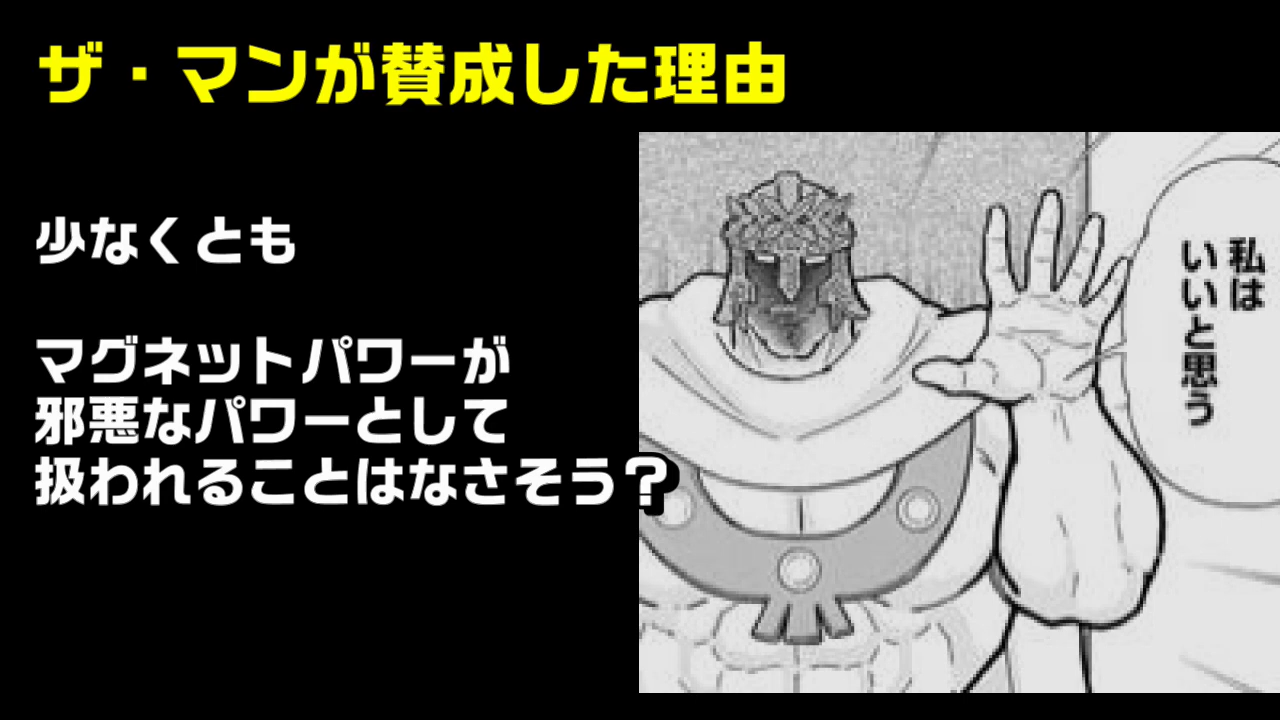 ザ・マンが賛成した理由
少なくとも
マグネットパワーが
邪悪なパワーとして
扱われることはなさそう？
私は
いいと思う